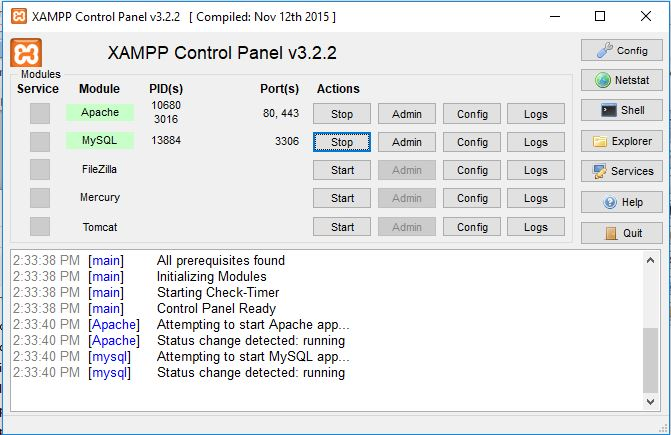 XAMPP Control Panel v3.2.2 [ Compiled: Nov 12th 2015 ]
XAMPP Control Panel v3.2.2
Config
Modules
Service Module PID(s) Port(s) Actions
Netstat
Apache 10680 3016 80, 443 Stop Admin Config Logs
Shell
MySQL 13884 3306 Stop Admin Config Logs
Explorer
FileZilla Start Admin Config Logs
Services
Mercury Start Admin Config Logs
Help
Tomcat Start Admin Config Logs
Quit
2:33:38 PM [main] All prerequisites found
2:33:38 PM [main] Initializing Modules
2:33:38 PM [main] Starting Check-Timer
2:33:38 PM [main] Control Panel Ready
2:33:40 PM [Apache] Attempting to start Apache app...
2:33:40 PM [Apache] Status change detected: running
2:33:40 PM [mysql] Attempting to start MySQL app...
2:33:40 PM [mysql] Status change detected: running